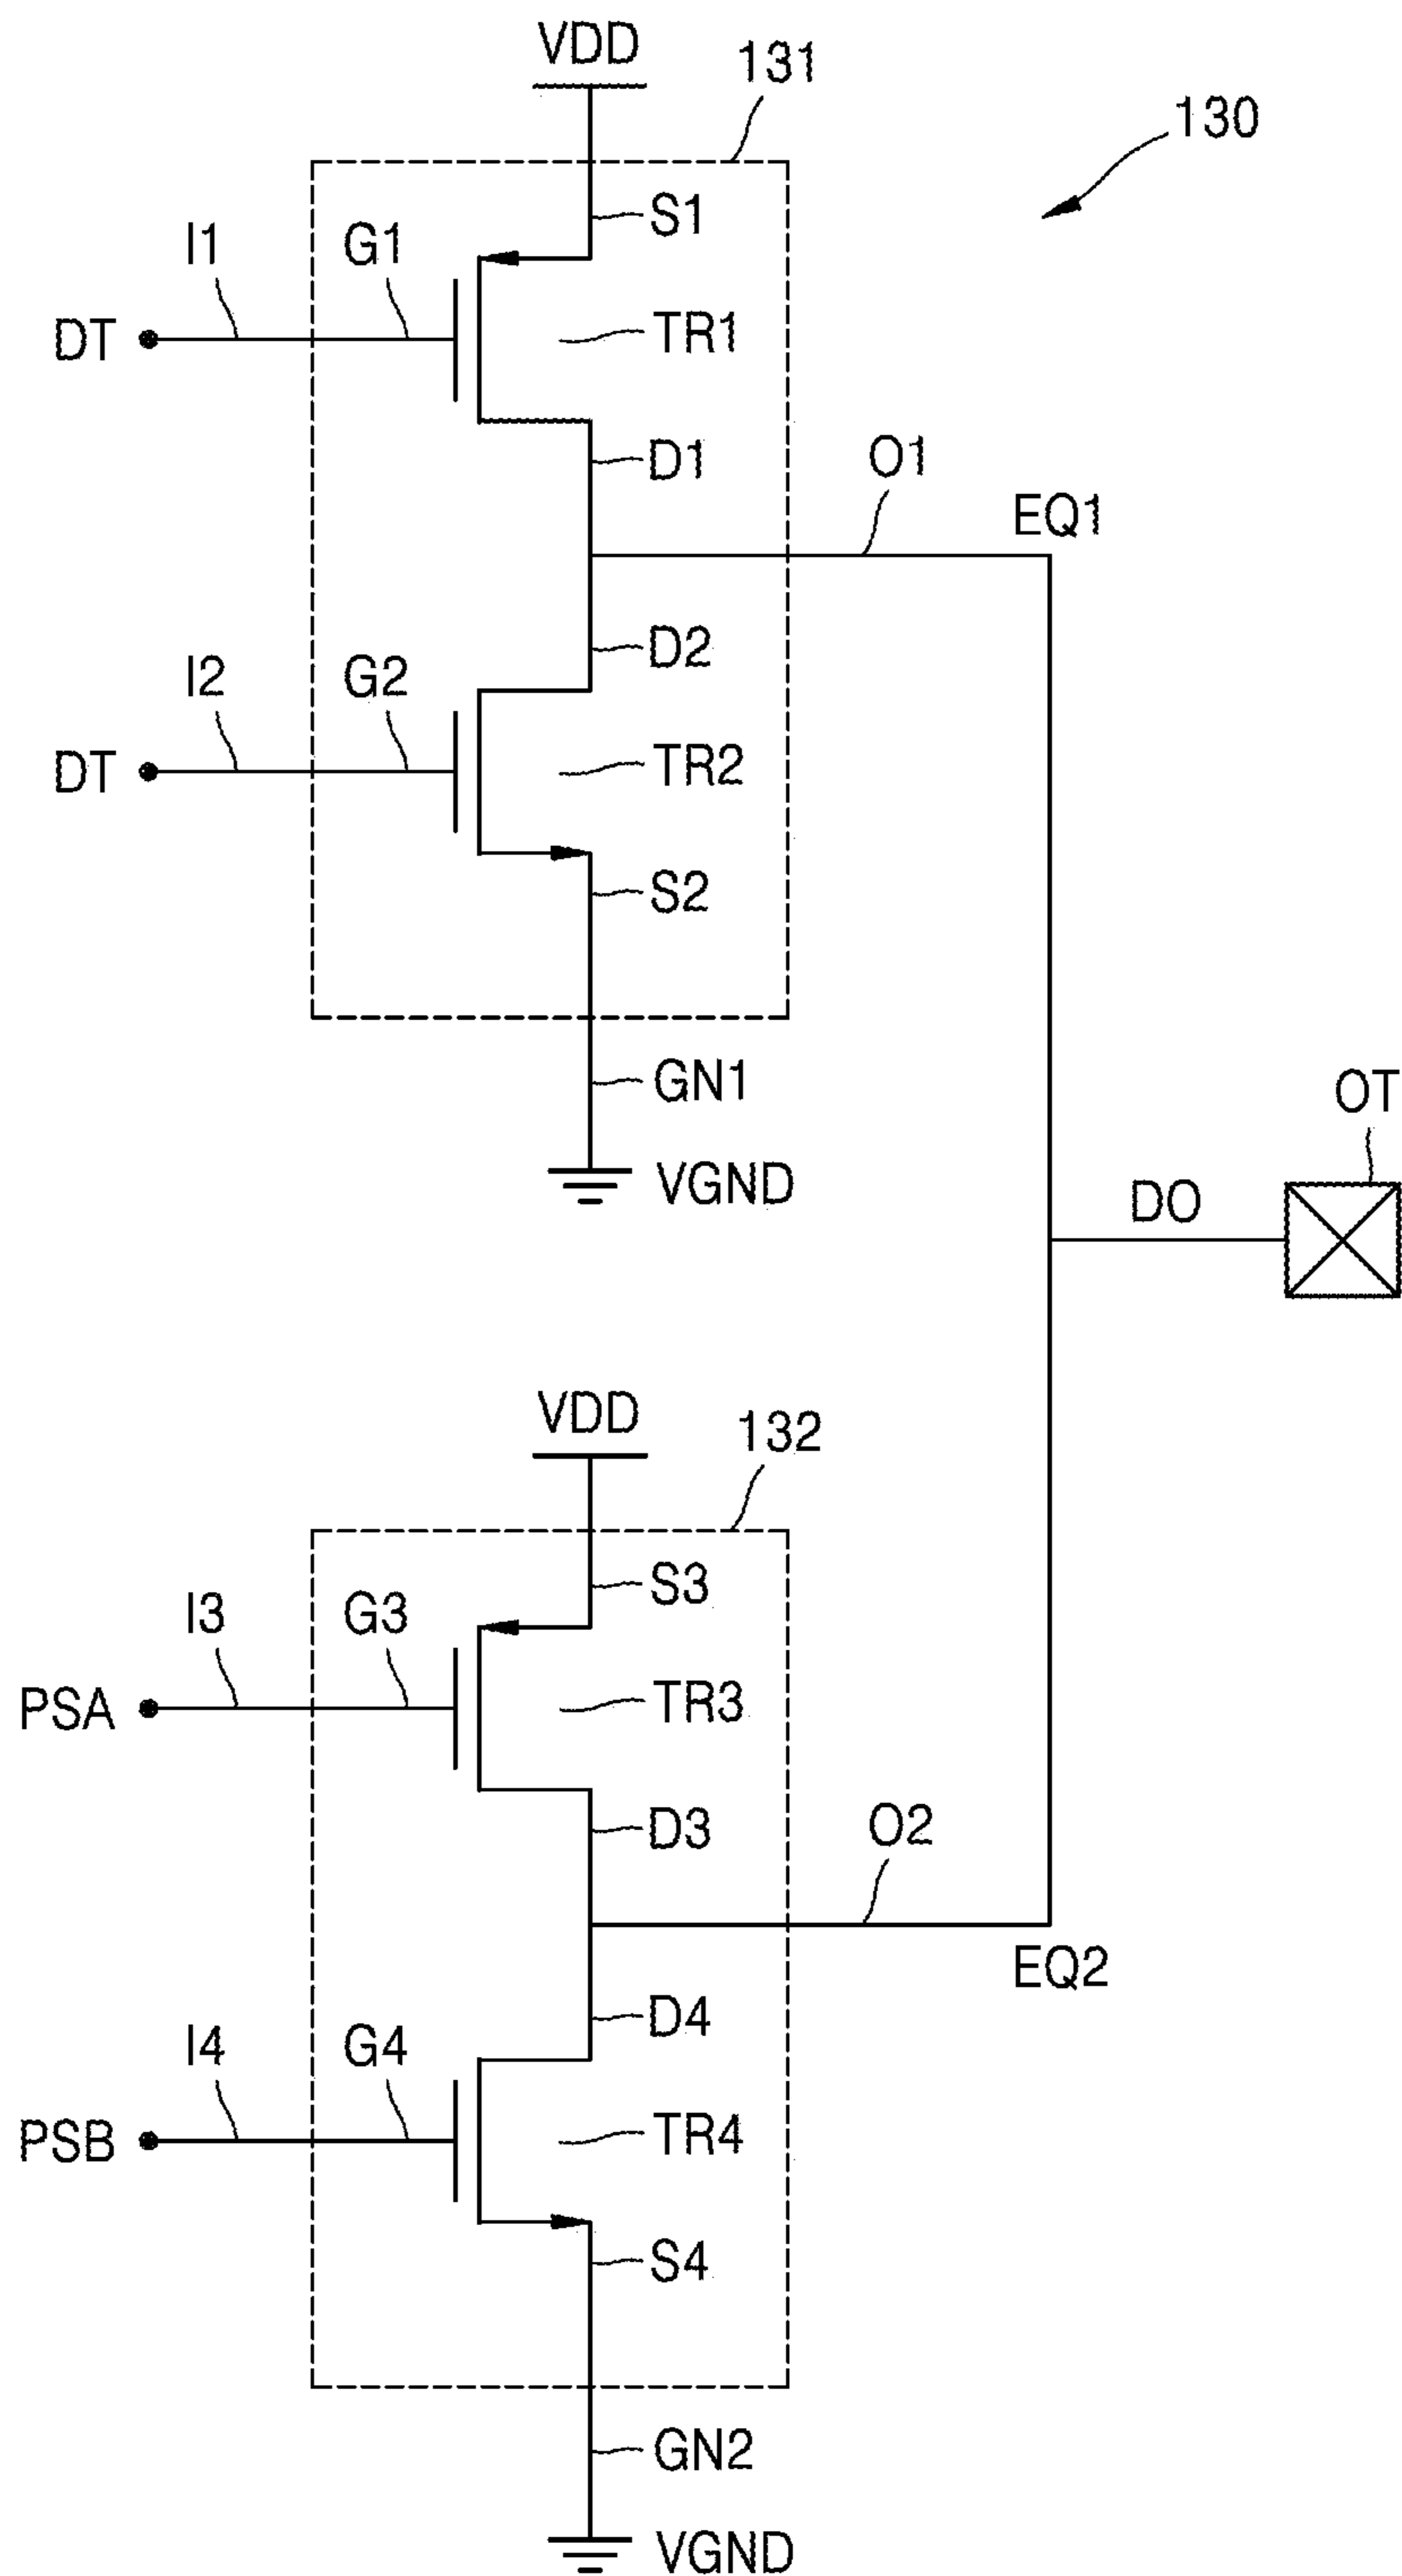 VDD
131
130
S1
I1
G1
DT
TR1
D1
O1
EQ1
D2
I2
G2
DT
TR2
S2
GN1
OT
VGND
DO
VDD
132
S3
I3
G3
PSA
TR3
D3
O2
EQ2
D4
I4
G4
PSB
TR4
S4
GN2
VGND